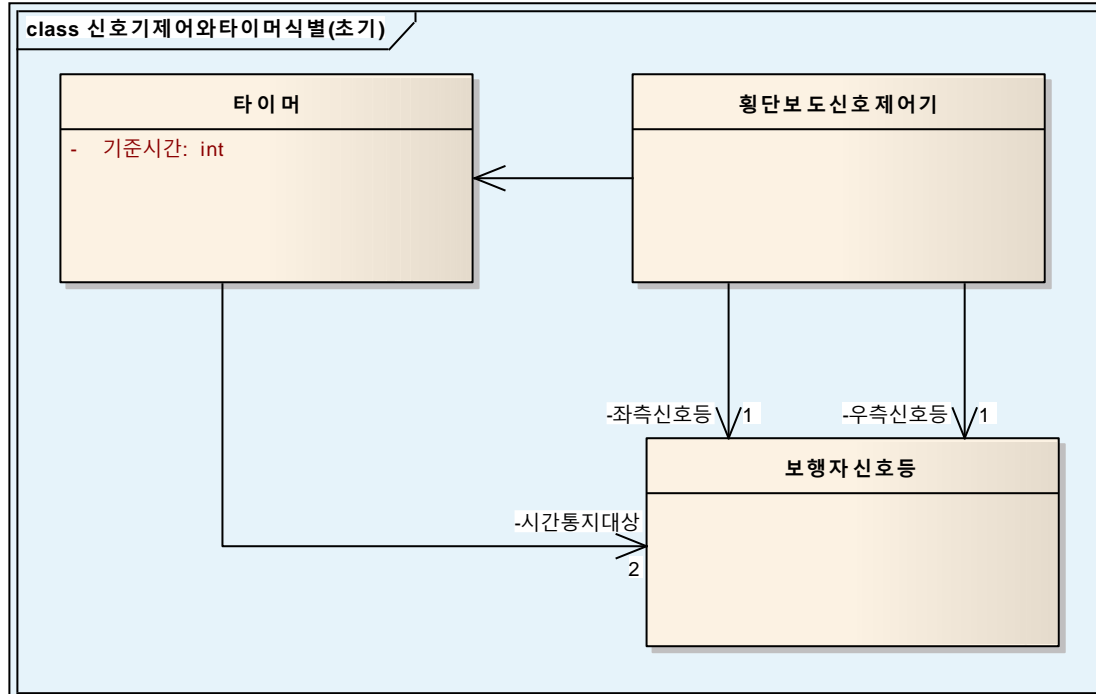 class 신호기제어와타이머식별(초기)
타이머
- 기준시간: int
횡단보도신호제어기
-좌측신호등 1
-우측신호등 1
보행자신호등
-시간통지대상
2